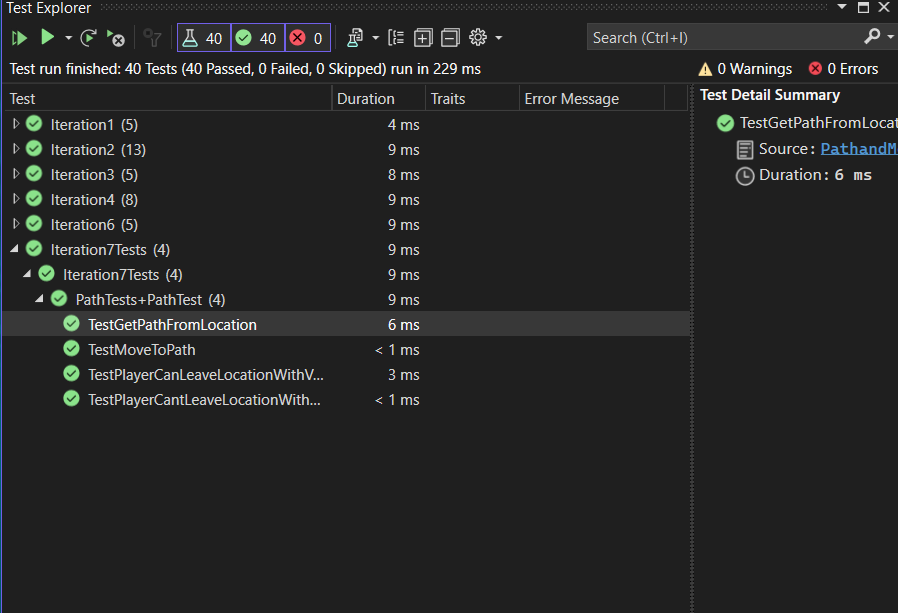 Test Explorer
40 40 0
Search (Ctrl+I)
Test run finished: 40 Tests (40 Passed, 0 Failed, 0 Skipped) run in 229 ms
0 Warnings 0 Errors
Test Duration Traits Error Message
Iteration1 (5) 4 ms
Iteration2 (13) 9 ms
Iteration3 (5) 8 ms
Iteration4 (8) 9 ms
Iteration6 (5) 9 ms
Iteration7Tests (4) 9 ms
Iteration7Tests (4) 9 ms
PathTests+PathTest (4) 9 ms
TestGetPathFromLocation 6 ms
TestMoveToPath < 1 ms
TestPlayerCanLeaveLocationWithV... 3 ms
TestPlayerCantLeaveLocationWith... < 1 ms
Test Detail Summary
TestGetPathFromLocat
Source: PathandM
Duration: 6 ms